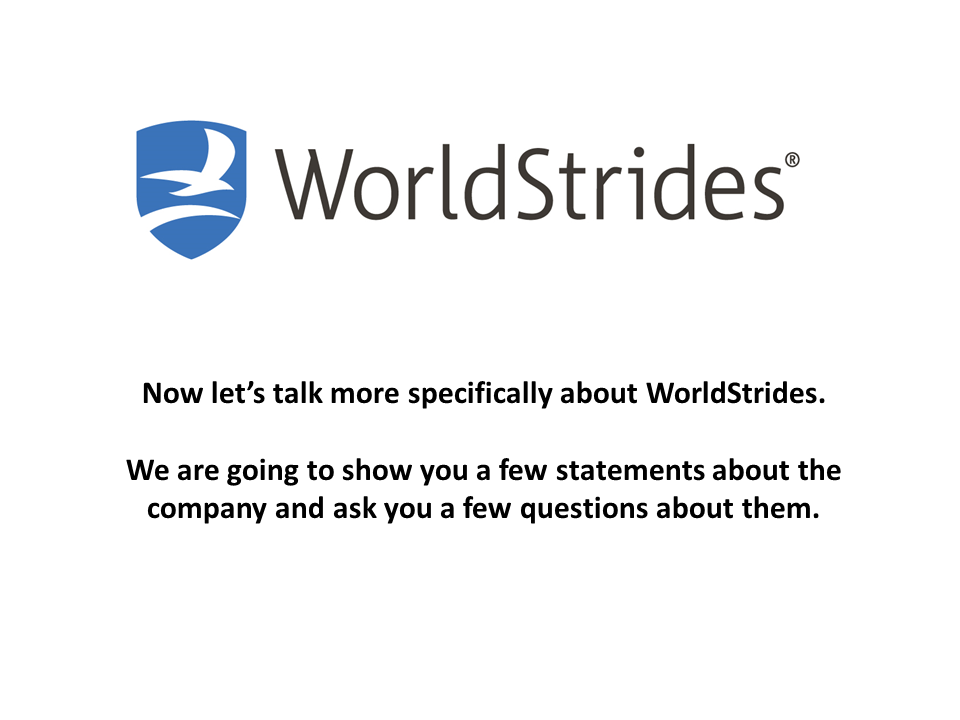 WorldStrides®
Now let’s talk more specifically about WorldStrides.
We are going to show you a few statements about the
company and ask you a few questions about them.